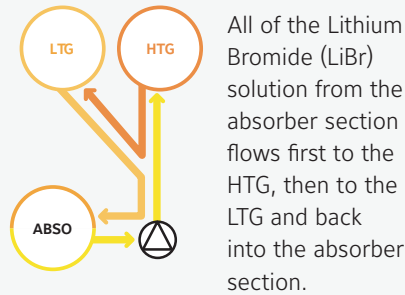 LTG
HTG
ABSO
All of the Lithium
Bromide (LiBr)
solution from the
absorber section
flows first to the
HTG, then to the
LTG and back
into the absorber
section.